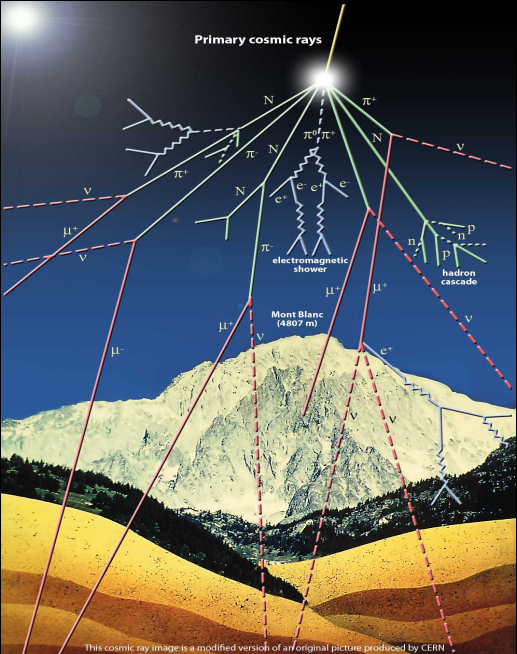 Primary cosmic rays
N
π⁺
π⁰
π⁺
N
N
π⁻
ν
π⁺
e⁻
e⁺
e⁻
e⁺
N
ν
μ⁺
ν
n
n
p
p
π⁻
electromagnetic
shower
hadron
cascade
μ⁺
μ⁺
Mont Blanc
(4807 m)
μ⁺
ν
ν
μ⁻
e⁺
ν
ν
This cosmic ray image is a modified version of an original picture produced by CERN